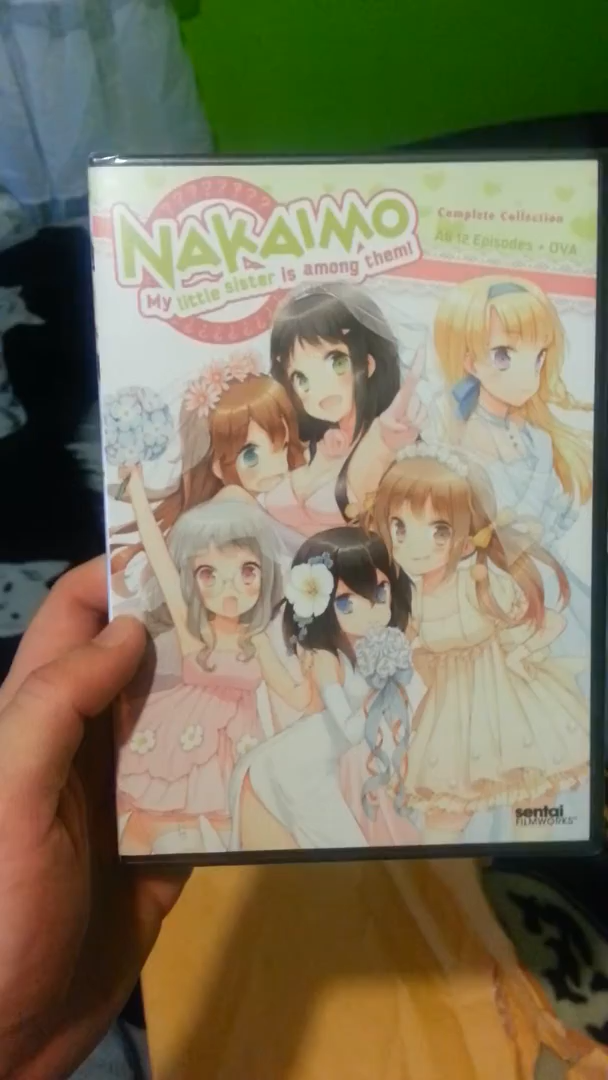 NAKAIMO
My little sister is among them!
Complete Collection
All 12 Episodes + OVA
sentai
FILMWORKS